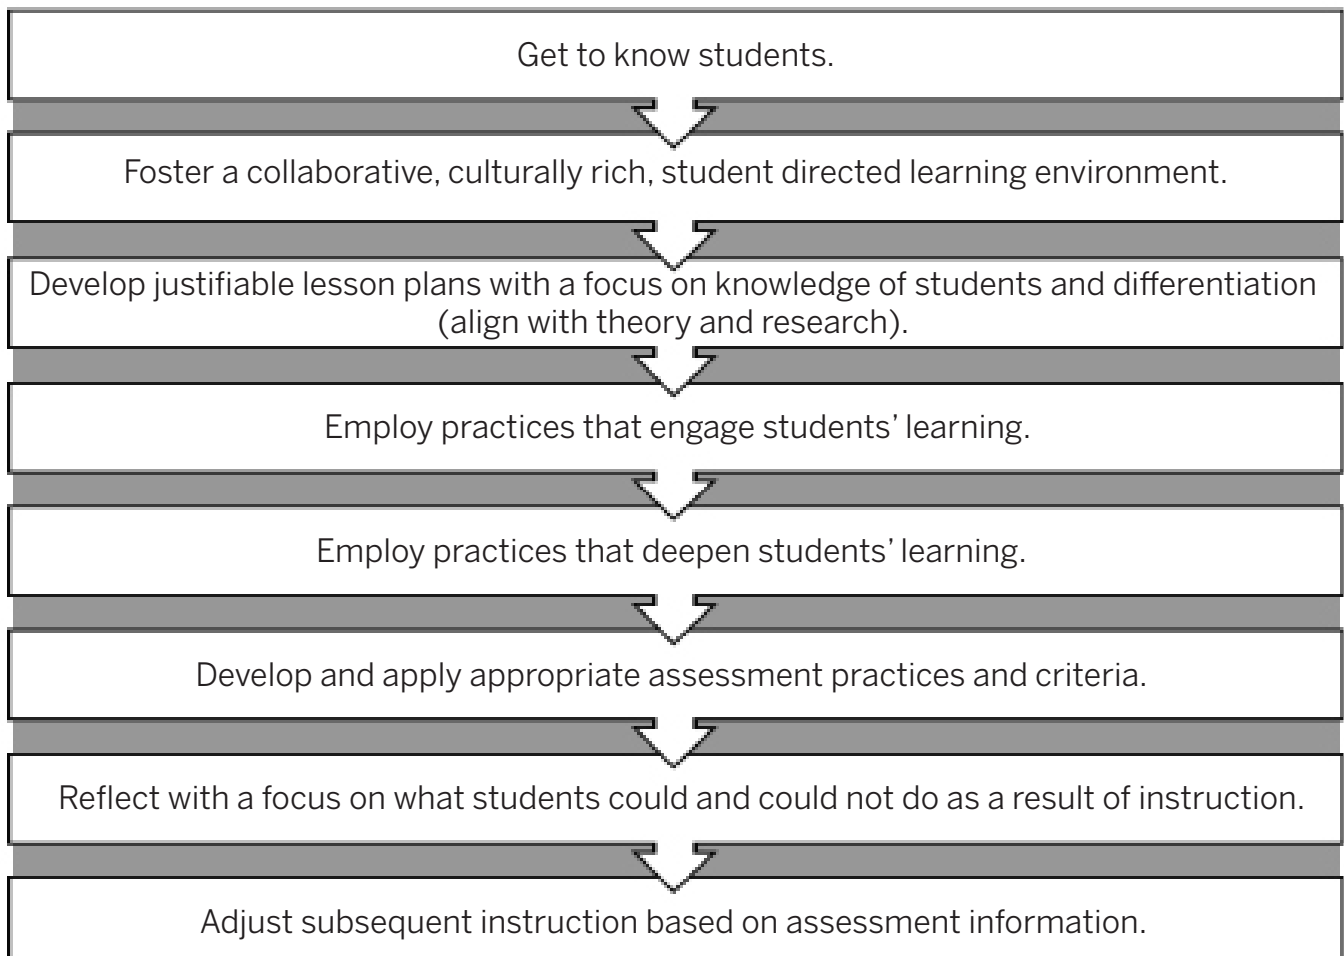 Get to know students.
Foster a collaborative, culturally rich, student directed learning environment.
Develop justifiable lesson plans with a focus on knowledge of students and differentiation
(align with theory and research).
Employ practices that engage students’ learning.
Employ practices that deepen students’ learning.
Develop and apply appropriate assessment practices and criteria.
Reflect with a focus on what students could and could not do as a result of instruction.
Adjust subsequent instruction based on assessment information.